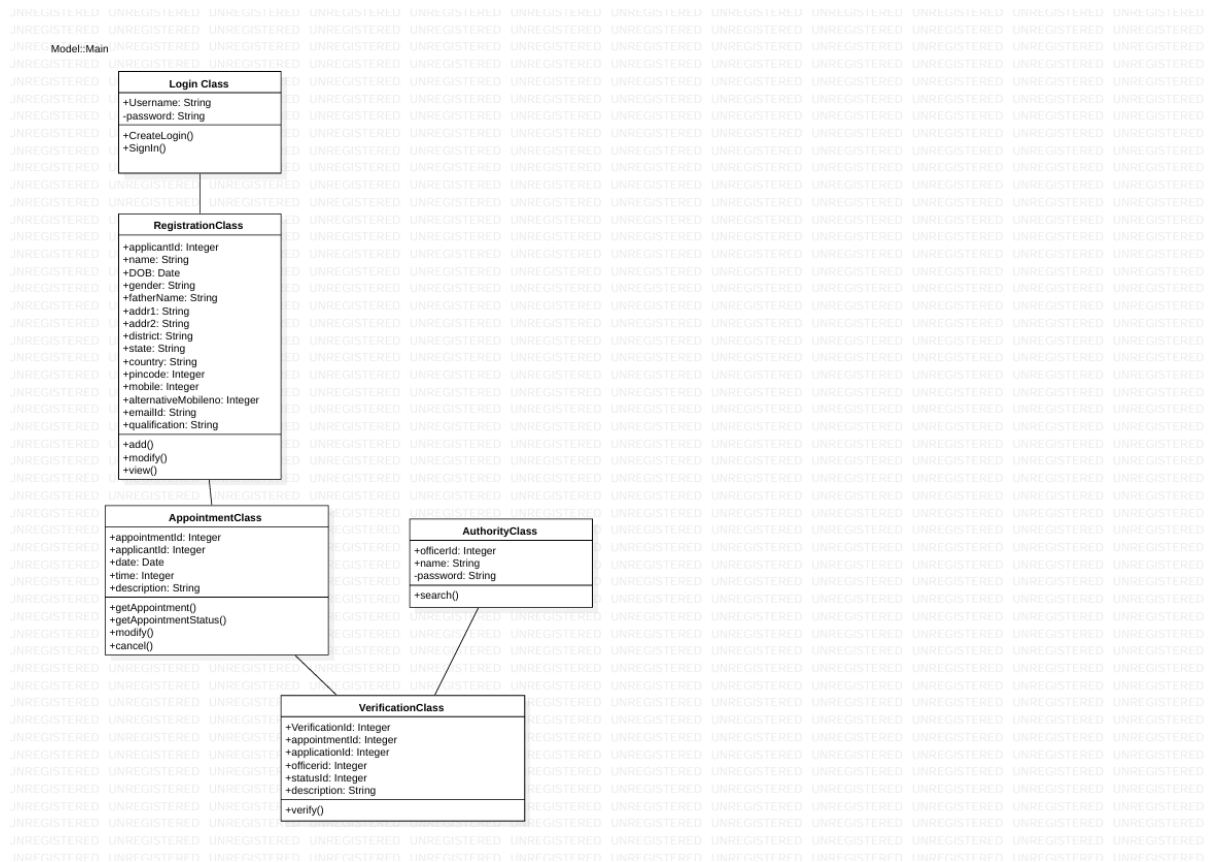 Model::Main
Login Class
+Username: String
-password: String
+CreateLogin()
+SignIn()
RegistrationClass
+applicantId: Integer
+name: String
+DOB: Date
+gender: String
+fatherName: String
+addr1: String
+addr2: String
+district: String
+state: String
+country: String
+pincode: Integer
+mobile: Integer
+alternativeMobileno: Integer
+emailId: String
+qualification: String
+add()
+modify()
+view()
AppointmentClass
+appointmentId: Integer
+applicantId: Integer
+date: Date
+time: Integer
+description: String
+getAppointment()
+getAppointmentStatus()
+modify()
+cancel()
AuthorityClass
+officerId: Integer
+name: String
-password: String
+search()
VerificationClass
+VerificationId: Integer
+appointmentId: Integer
+applicationId: Integer
+officerid: Integer
+statusId: Integer
+description: String
+verify()
UNREGISTERED